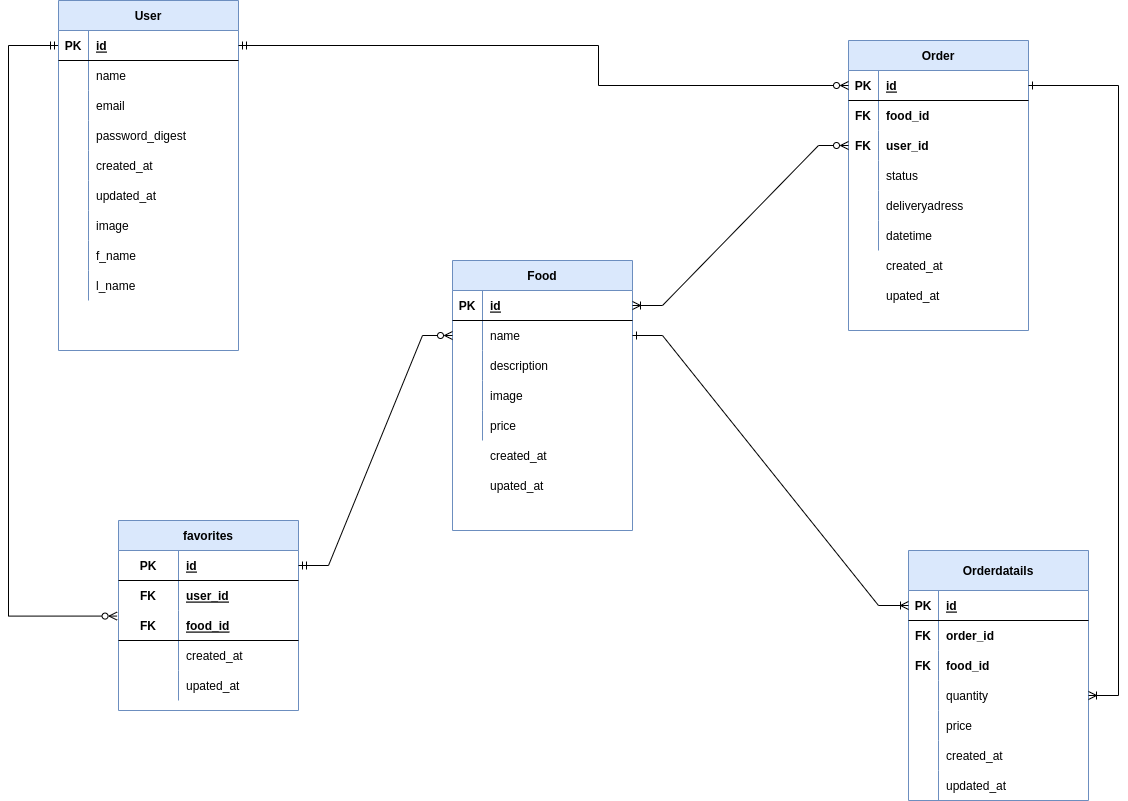 User
PK id
name
email
password_digest
created_at
updated_at
image
f_name
l_name
Order
PK id
FK food_id
FK user_id
status
deliveryadress
datetime
created_at
upated_at
Food
PK id
name
description
image
price
created_at
upated_at
favorites
PK id
FK user_id
FK food_id
created_at
upated_at
Orderdatails
PK id
FK order_id
FK food_id
quantity
price
created_at
updated_at